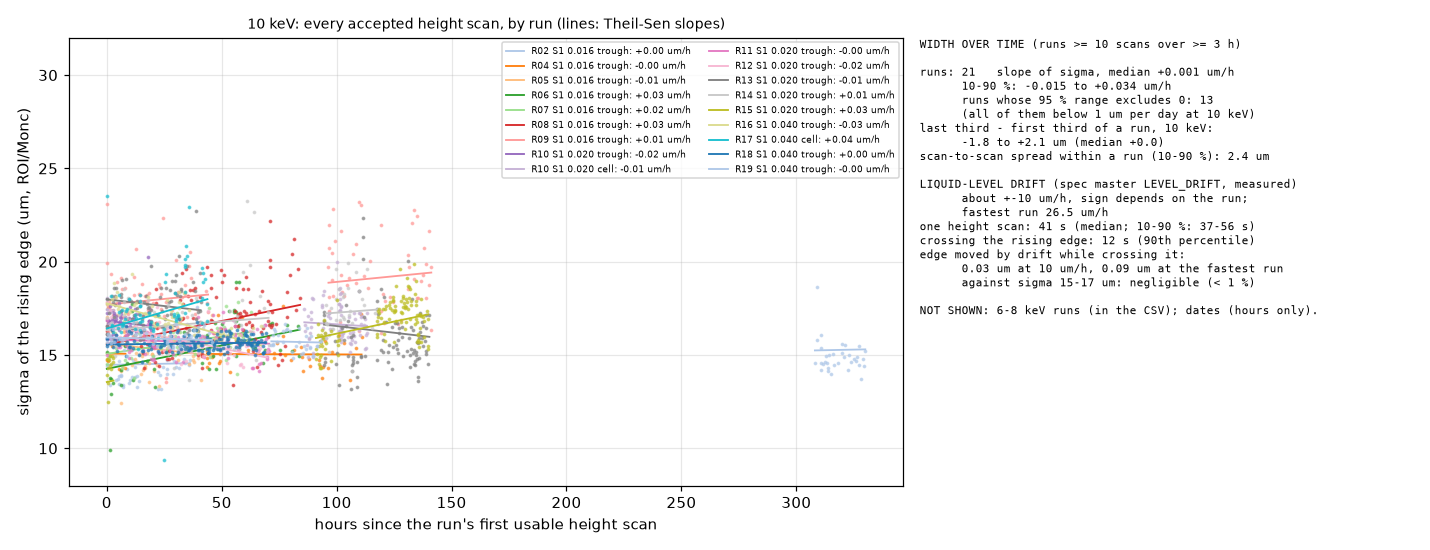 10 keV: every accepted height scan, by run (lines: Theil-Sen slopes)
sigma of the rising edge (um, ROI/Monc)
30
25
20
15
10
0
50
100
150
200
250
300
hours since the run's first usable height scan
R02 S1 0.016 trough: +0.00 um/h
R04 S1 0.016 trough: -0.00 um/h
R05 S1 0.016 trough: -0.01 um/h
R06 S1 0.016 trough: +0.03 um/h
R07 S1 0.016 trough: +0.02 um/h
R08 S1 0.016 trough: +0.03 um/h
R09 S1 0.016 trough: +0.01 um/h
R10 S1 0.020 trough: -0.02 um/h
R10 S1 0.020 cell: -0.01 um/h
R11 S1 0.020 trough: -0.00 um/h
R12 S1 0.020 trough: -0.02 um/h
R13 S1 0.020 trough: -0.01 um/h
R14 S1 0.020 trough: +0.01 um/h
R15 S1 0.020 trough: +0.03 um/h
R16 S1 0.040 trough: -0.03 um/h
R17 S1 0.040 cell: +0.04 um/h
R18 S1 0.040 trough: +0.00 um/h
R19 S1 0.040 trough: -0.00 um/h
WIDTH OVER TIME (runs >= 10 scans over >= 3 h)
runs: 21   slope of sigma, median +0.001 um/h
10-90 %: -0.015 to +0.034 um/h
runs whose 95 % range excludes 0: 13
(all of them below 1 um per day at 10 keV)
last third - first third of a run, 10 keV:
-1.8 to +2.1 um (median +0.0)
scan-to-scan spread within a run (10-90 %): 2.4 um
LIQUID-LEVEL DRIFT (spec master LEVEL_DRIFT, measured)
about +-10 um/h, sign depends on the run;
fastest run 26.5 um/h
one height scan: 41 s (median; 10-90 %: 37-56 s)
crossing the rising edge: 12 s (90th percentile)
edge moved by drift while crossing it:
0.03 um at 10 um/h, 0.09 um at the fastest run
against sigma 15-17 um: negligible (< 1 %)
NOT SHOWN: 6-8 keV runs (in the CSV); dates (hours only).